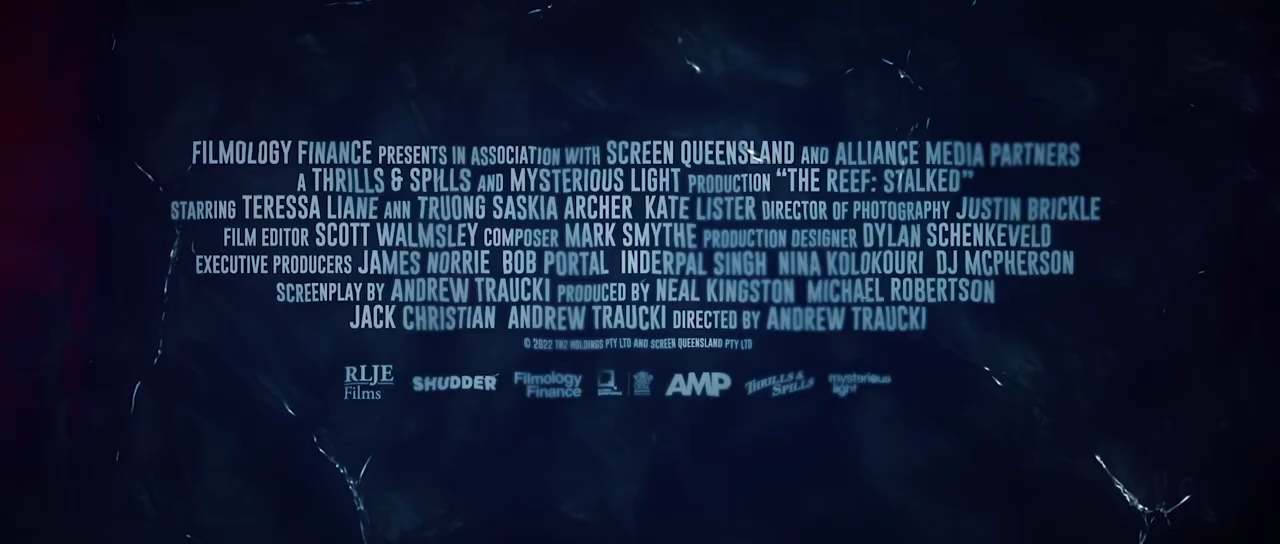 FILMOLOGY FINANCE PRESENTS IN ASSOCIATION WITH SCREEN QUEENSLAND AND ALLIANCE MEDIA PARTNERS
A THRILLS & SPILLS AND MYSTERIOUS LIGHT PRODUCTION “THE REEF: STALKED”
STARRING TERESSA LIANE ANN TRUONG SASKIA ARCHER KATE LISTER DIRECTOR OF PHOTOGRAPHY JUSTIN BRICKLE
FILM EDITOR SCOTT WALMSLEY COMPOSER MARK SMYTHE PRODUCTION DESIGNER DYLAN SCHENKEVELD
EXECUTIVE PRODUCERS JAMES NORRIE BOB PORTAL INDERPAL SINGH NINA KOLOKOURI DJ MCPHERSON
SCREENPLAY BY ANDREW TRAUCKI PRODUCED BY NEAL KINGSTON MICHAEL ROBERTSON
JACK CHRISTIAN ANDREW TRAUCKI DIRECTED BY ANDREW TRAUCKI
© 2022 TR2 HOLDINGS PTY LTD AND SCREEN QUEENSLAND PTY LTD
RLJE Films SHUDDER Filmology Finance AMP THRILLS & SPILLS mysterious light